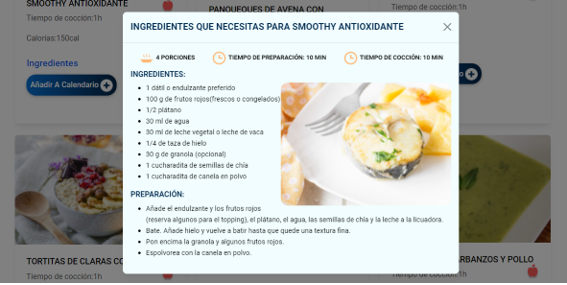 SMOOTHY ANTIOXIDANTE
Tiempo de cocción:1h
Calorías:150cal
Ingredientes
Añadir A Calendario
PANQUEQUES DE AVENA CON
Tiempo de cocción:1h
INGREDIENTES QUE NECESITAS PARA SMOOTHY ANTIOXIDANTE
4 PORCIONES
TIEMPO DE PREPARACIÓN: 10 MIN
TIEMPO DE COCCIÓN: 10 MIN
INGREDIENTES:
1 dátil o endulzante preferido
100 g de frutos rojos(frescos o congelados)
1/2 plátano
30 ml de agua
30 ml de leche vegetal o leche de vaca
1/4 de taza de hielo
30 g de granola (opcional)
1 cucharadita de semillas de chía
1 cucharadita de canela en polvo
PREPARACIÓN:
Añade el endulzante y los frutos rojos
(reserva algunos para el topping), el plátano, el agua, las semillas de chía y la leche a la licuadora.
Bate. Añade hielo y vuelve a batir hasta que quede una textura fina.
Pon encima la granola y algunos frutos rojos.
Espolvorea con la canela en polvo.
TORTITAS DE CLARAS CO
Tiempo de cocción:1h
ARBANZOS Y POLLO
Tiempo de cocción:1h